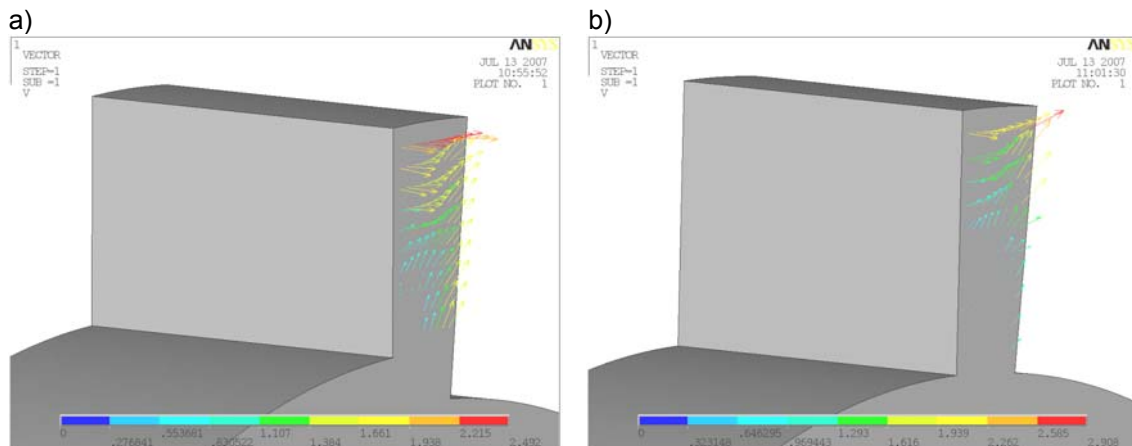 a)
1
VECTOR
STEP=1
SUB =1
V
ANSYS
JUL 13 2007
10:55:52
PLOT NO. 1
0
.276841
.553681
.830522
1.107
1.384
1.661
1.938
2.215
2.492
b)
1
VECTOR
STEP=1
SUB =1
V
ANSYS
JUL 13 2007
11:01:30
PLOT NO. 1
0
.323148
.646295
.969443
1.293
1.616
1.939
2.262
2.585
2.908